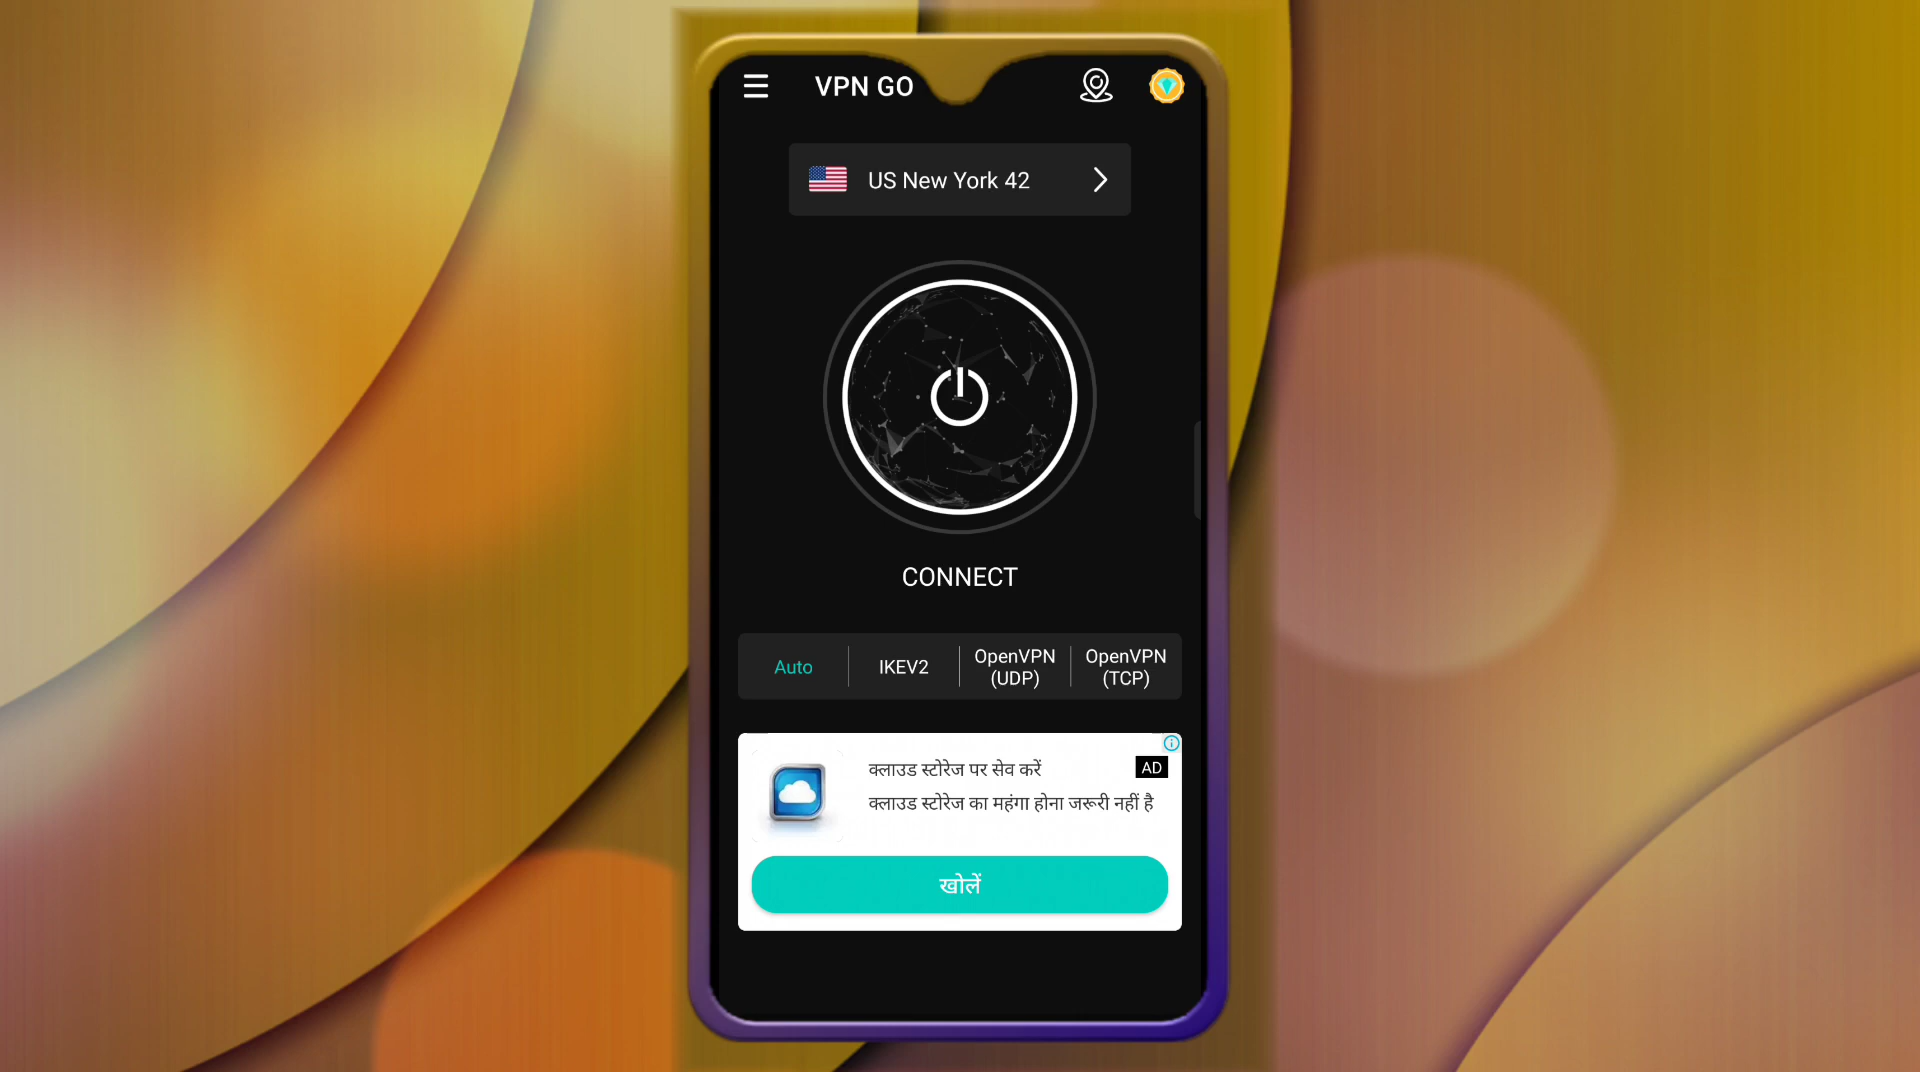 VPN GO
US New York 42
CONNECT
Auto
IKEV2
OpenVPN
(UDP)
OpenVPN
(TCP)
क्लाउड स्टोरेज पर सेव करें
AD
क्लाउड स्टोरेज का महंगा होना जरूरी नहीं है
खोलें